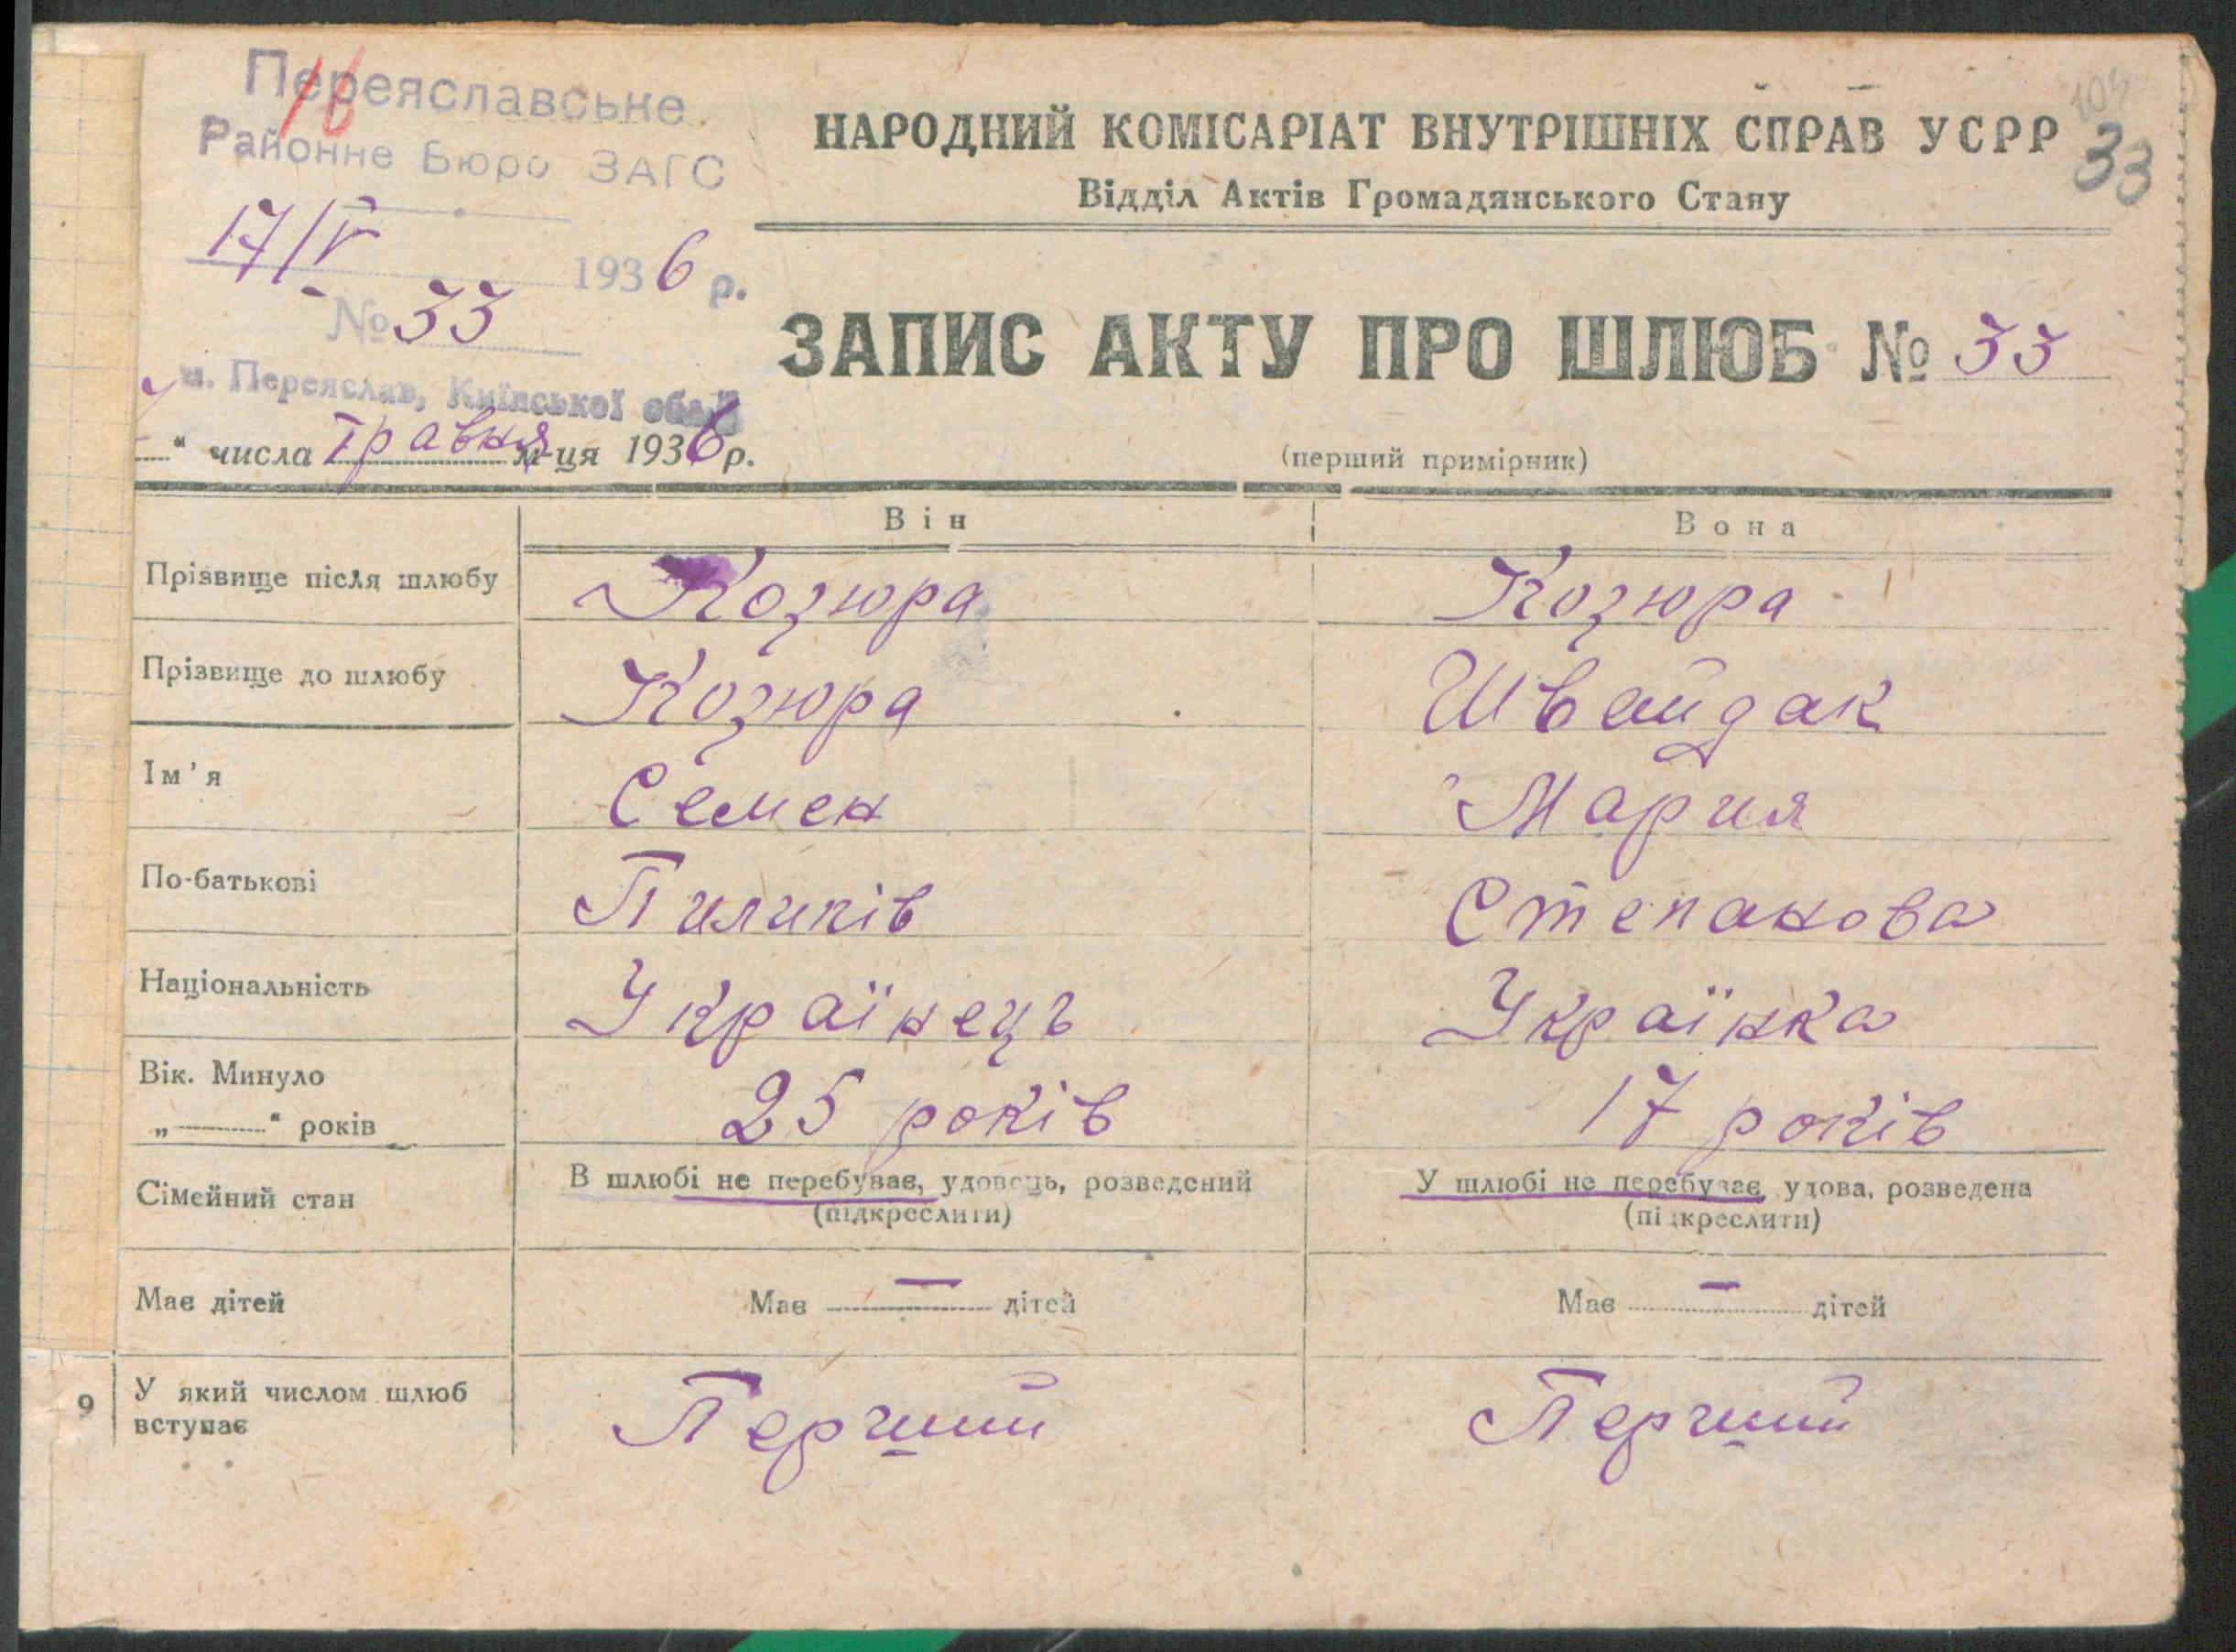 Переяславське
16
Районне Бюро ЗАГС
17/V 1936 р.
№ 33
м. Переяслав, Київської обл.
" числа Травня м-ця 1936 р.
НАРОДНИЙ КОМІСАРІАТ ВНУТРІШНІХ СПРАВ УСРР
33
Відділ Актів Громадянського Стану
ЗАПИС АКТУ ПРО ШЛЮБ № 33
(перший примірник)
Він Вона
Прізвище після шлюбу Козюра Козюра
Прізвище до шлюбу Козюра Швайдак
Ім'я Семен Мария
По-батькові Пилипів Степанова
Національність Українець Українка
Вік. Минуло
„ “ років 25 років 17 років
Сімейний стан В шлюбі не перебуває, удовець, розведений У шлюбі не перебуває, удова, розведена
(підкреслити) (підкреслити)
Має дітей Має — дітей Має — дітей
9 У який числом шлюб вступає Перший Перший